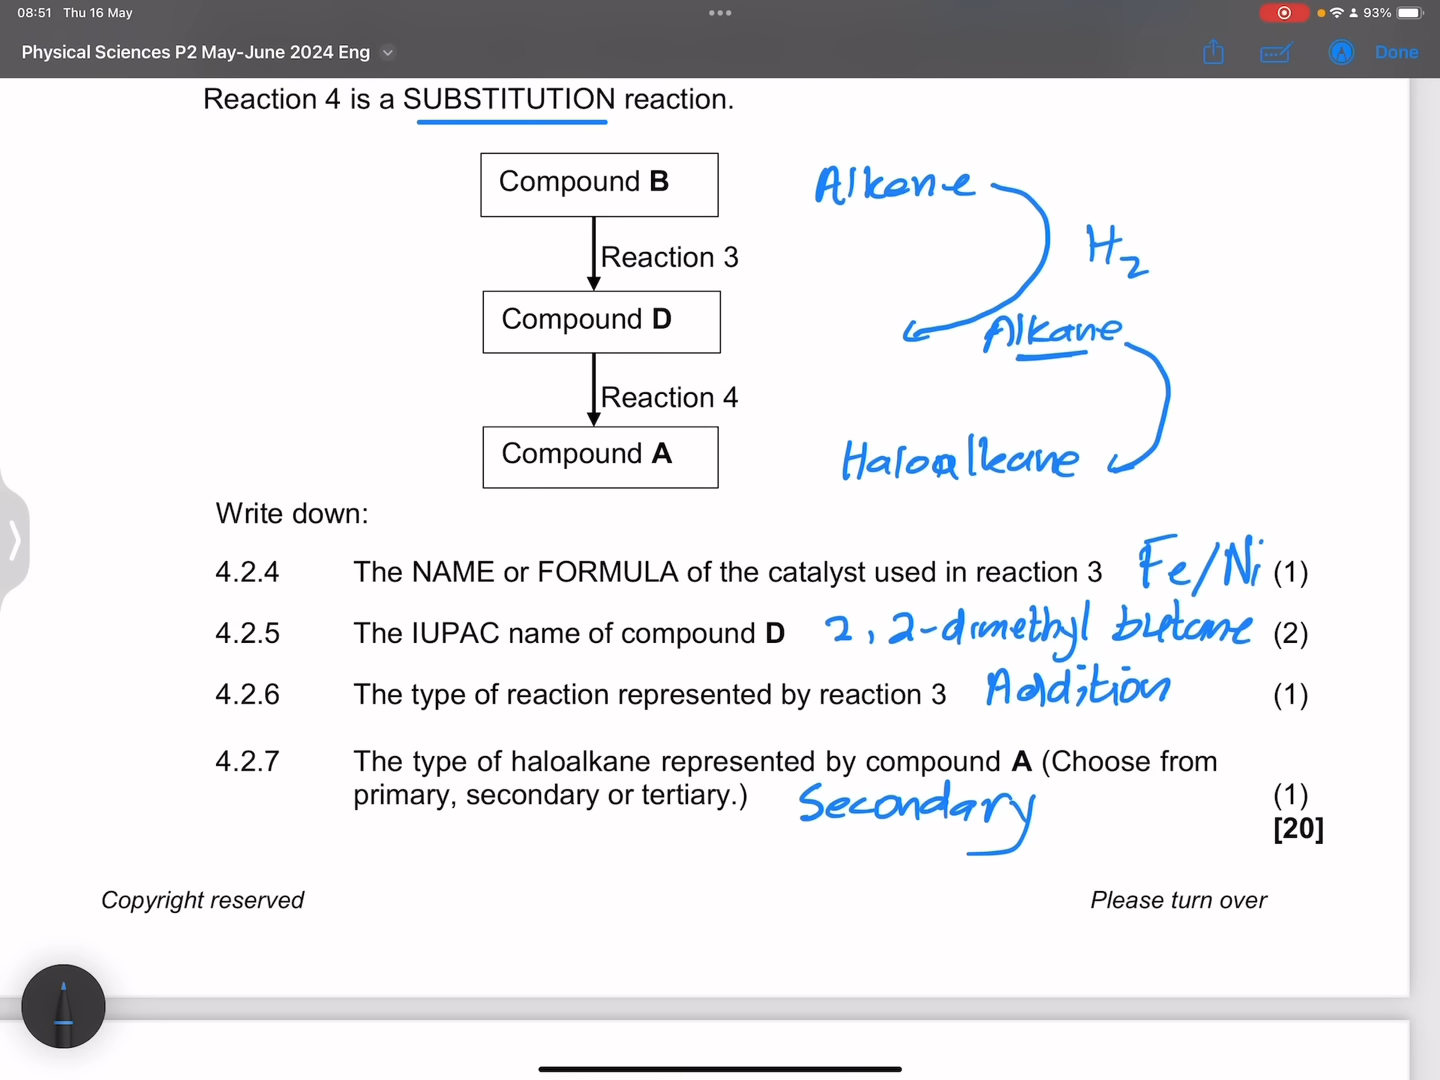 08:51 Thu 16 May
93%
Physical Sciences P2 May-June 2024 Eng
Done
Reaction 4 is a SUBSTITUTION reaction.
Compound B
Alkene
Reaction 3
H2
Compound D
Alkane
Reaction 4
Compound A
Haloalkane
Write down:
4.2.4 The NAME or FORMULA of the catalyst used in reaction 3 Fe/Ni (1)
4.2.5 The IUPAC name of compound D 2,2-dimethyl butane (2)
4.2.6 The type of reaction represented by reaction 3 Addition (1)
4.2.7 The type of haloalkane represented by compound A (Choose from
primary, secondary or tertiary.) Secondary (1)
[20]
Copyright reserved Please turn over